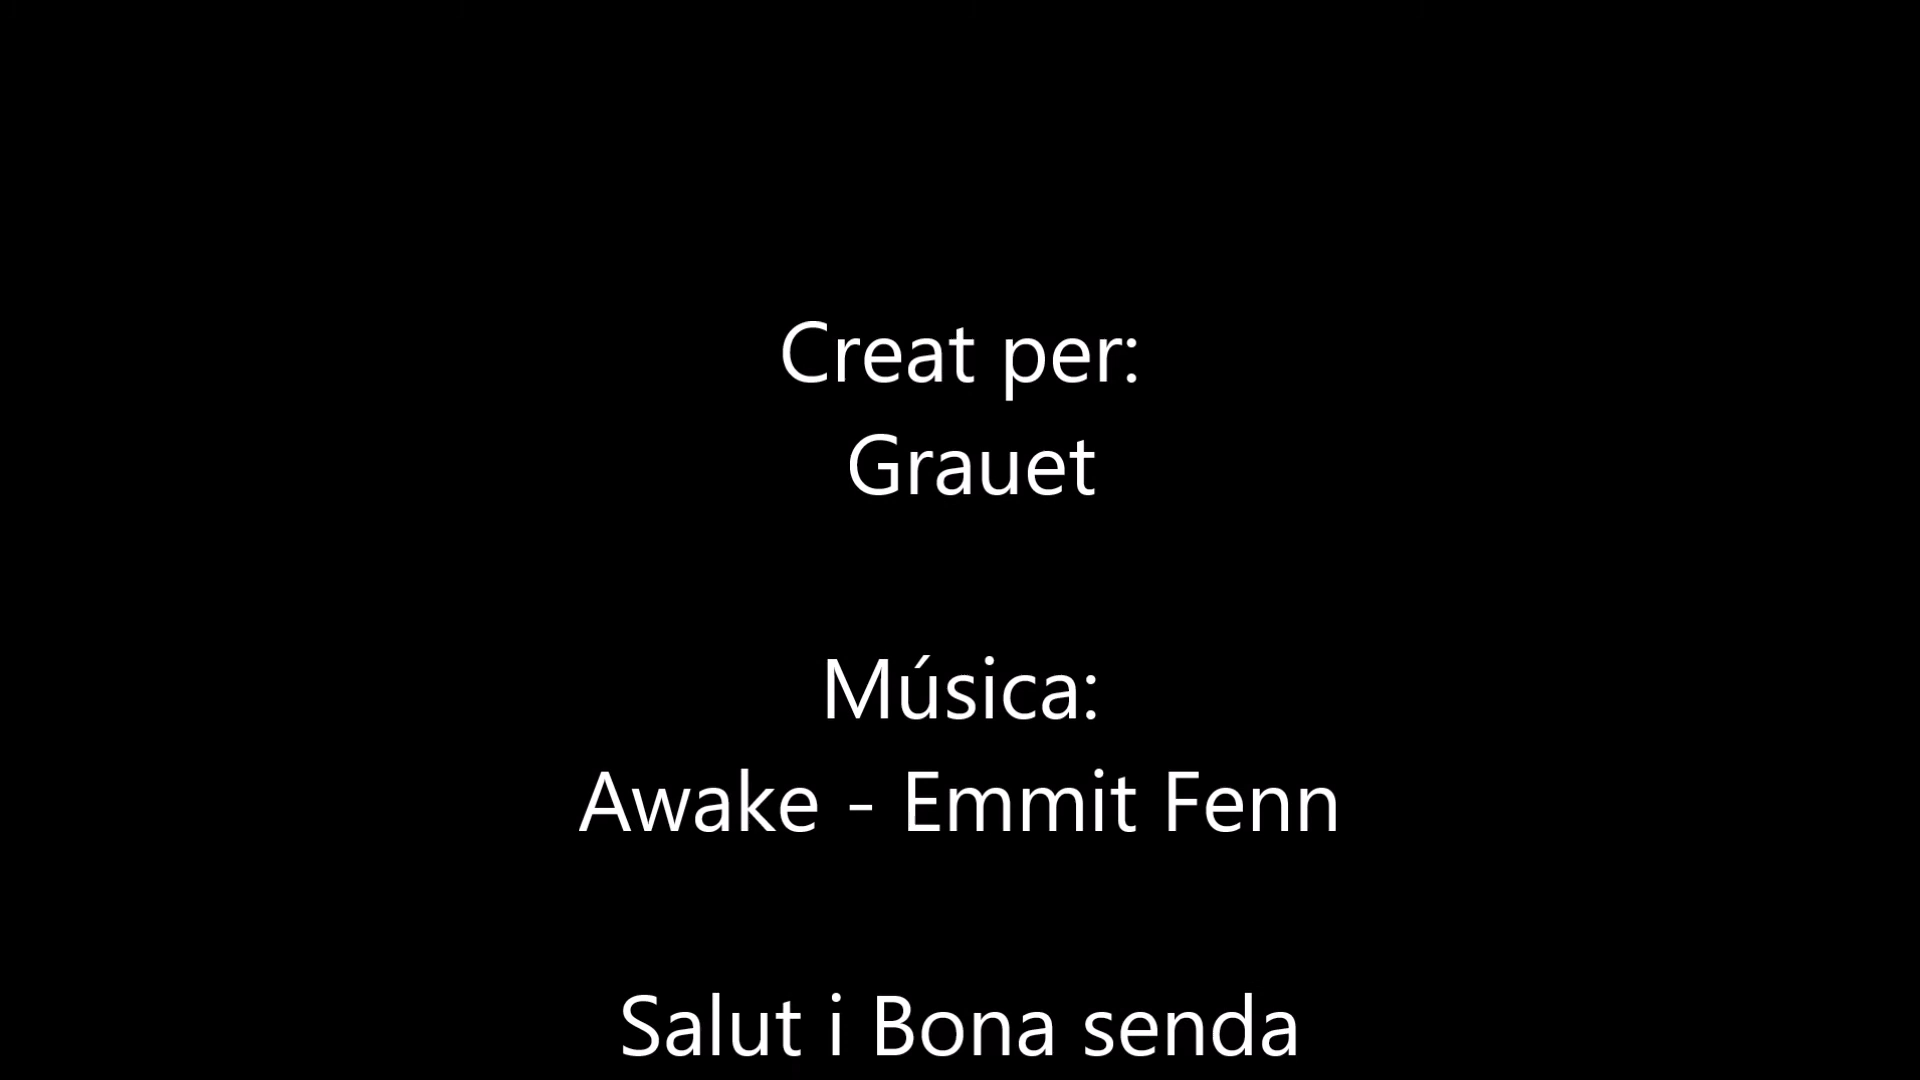 Creat per:
Grauet
Música:
Awake - Emmit Fenn
Salut i Bona senda